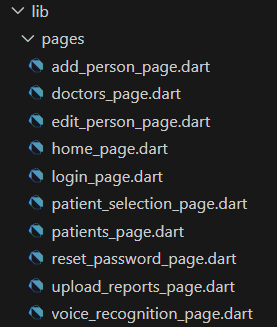 lib
pages
add_person_page.dart
doctors_page.dart
edit_person_page.dart
home_page.dart
login_page.dart
patient_selection_page.dart
patients_page.dart
reset_password_page.dart
upload_reports_page.dart
voice_recognition_page.dart